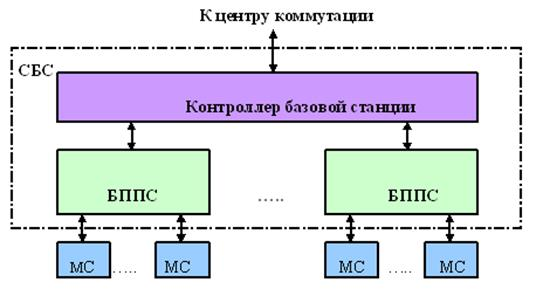 К центру коммутации
СБС
Контроллер базовой станции
БППС ..... БППС
МС ..... МС МС ..... МС